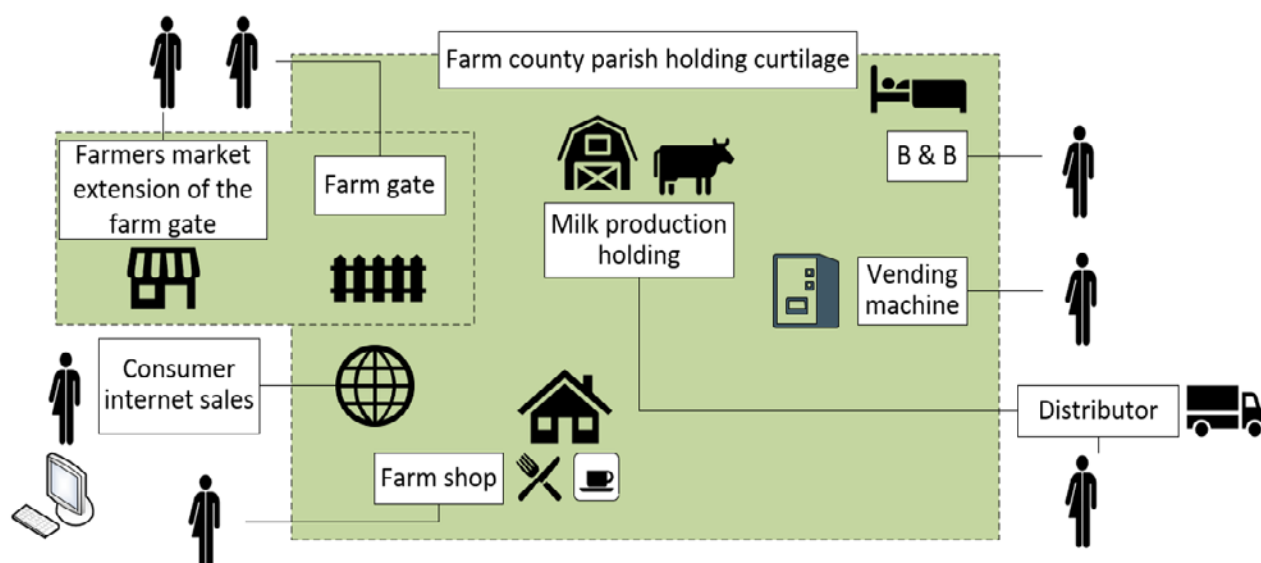 Farm county parish holding curtilage
Farmers market
extension of the
farm gate
Farm gate
B & B
Milk production
holding
Vending
machine
Consumer
internet sales
Distributor
Farm shop